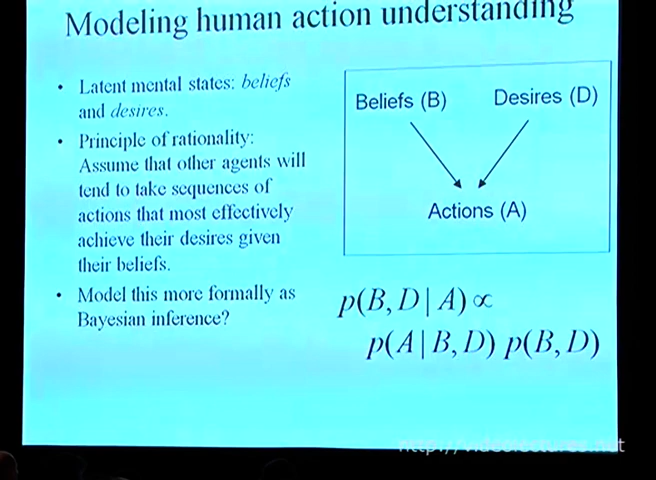 Modeling human action understanding
• Latent mental states: beliefs
and desires.
• Principle of rationality:
Assume that other agents will
tend to take sequences of
actions that most effectively
achieve their desires given
their beliefs.
• Model this more formally as
Bayesian inference?
Beliefs (B) Desires (D)
Actions (A)
p(B, D | A) ∝
p(A | B, D) p(B, D)
http://videolectures.net